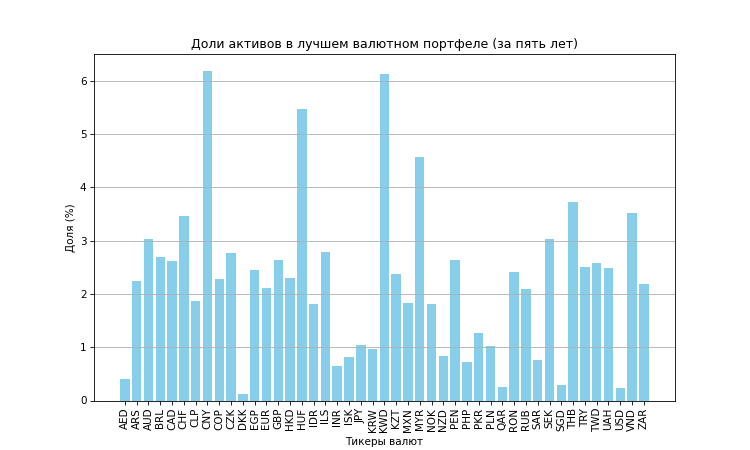 Доли активов в лучшем валютном портфеле (за пять лет)
6
5
4
3
2
1
0
Доля (%)
AED ARS AUD BRL CAD CHF CLP CNY COP CZK DKK EGP EUR GBP HKD HUF IDR ILS INR ISK JPY KRW KWD KZT MXN MYR NOK NZD PEN PHP PKR PLN QAR RON RUB SAR SEK SGD THB TRY TWD UAH USD VND ZAR
Тикеры валют